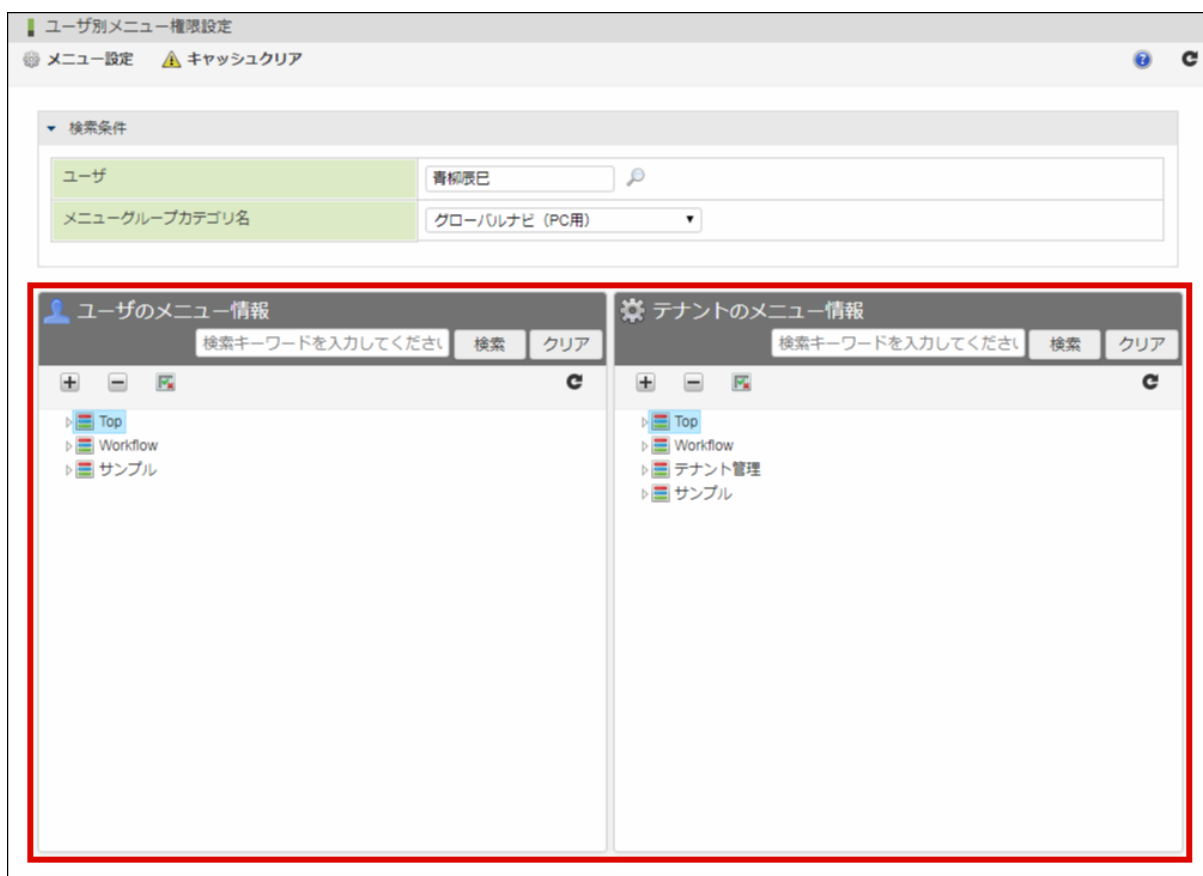 ユーザ別メニュー権限設定
メニュー設定 キャッシュクリア
検索条件
ユーザ 青柳辰巳
メニューグループカテゴリ名 グローバルナビ（PC用）
ユーザのメニュー情報
検索キーワードを入力してください 検索 クリア
Top
Workflow
サンプル
テナントのメニュー情報
検索キーワードを入力してください 検索 クリア
Top
Workflow
テナント管理
サンプル